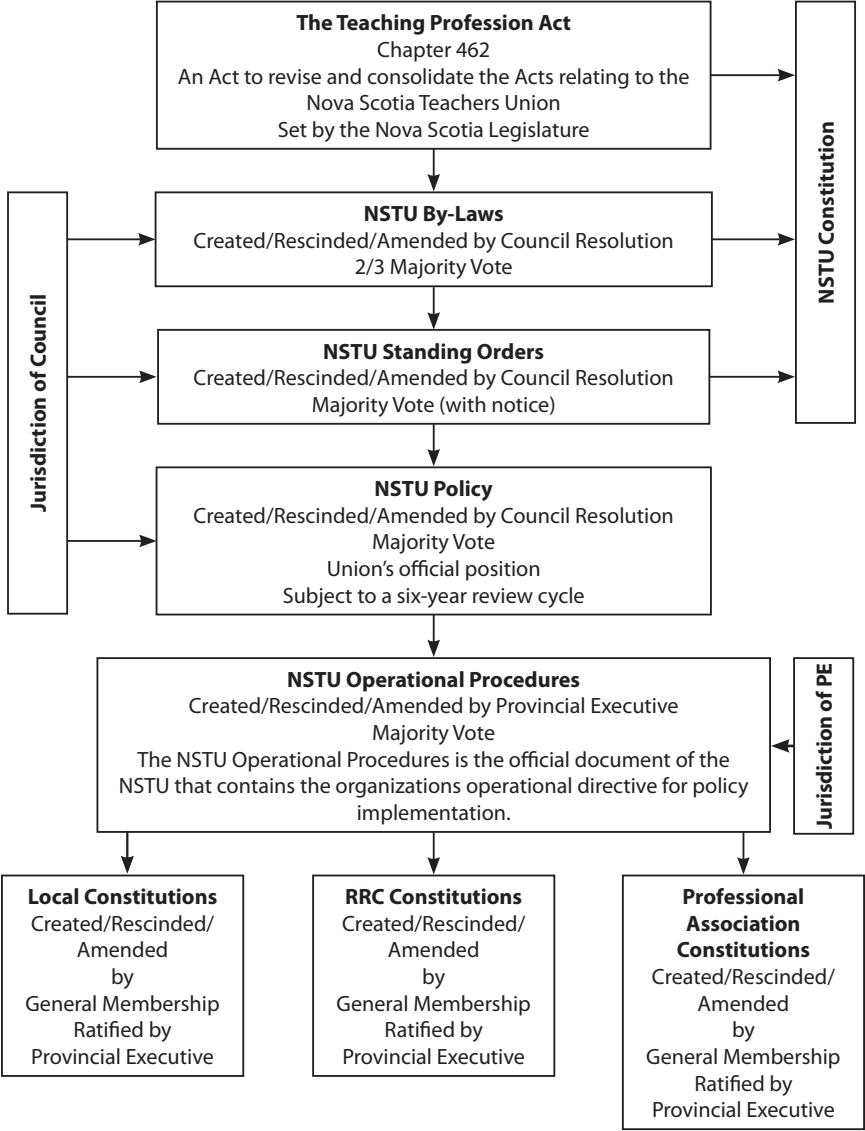 The Teaching Profession Act
Chapter 462
An Act to revise and consolidate the Acts relating to the
Nova Scotia Teachers Union
Set by the Nova Scotia Legislature
NSTU Constitution
Jurisdiction of Council
NSTU By-Laws
Created/Rescinded/Amended by Council Resolution
2/3 Majority Vote
NSTU Standing Orders
Created/Rescinded/Amended by Council Resolution
Majority Vote (with notice)
NSTU Policy
Created/Rescinded/Amended by Council Resolution
Majority Vote
Union’s official position
Subject to a six-year review cycle
NSTU Operational Procedures
Created/Rescinded/Amended by Provincial Executive
Majority Vote
The NSTU Operational Procedures is the official document of the
NSTU that contains the organizations operational directive for policy
implementation.
Jurisdiction of PE
Local Constitutions
Created/Rescinded/
Amended
by
General Membership
Ratified by
Provincial Executive
RRC Constitutions
Created/Rescinded/
Amended
by
General Membership
Ratified by
Provincial Executive
Professional
Association
Constitutions
Created/Rescinded/
Amended
by
General Membership
Ratified by
Provincial Executive